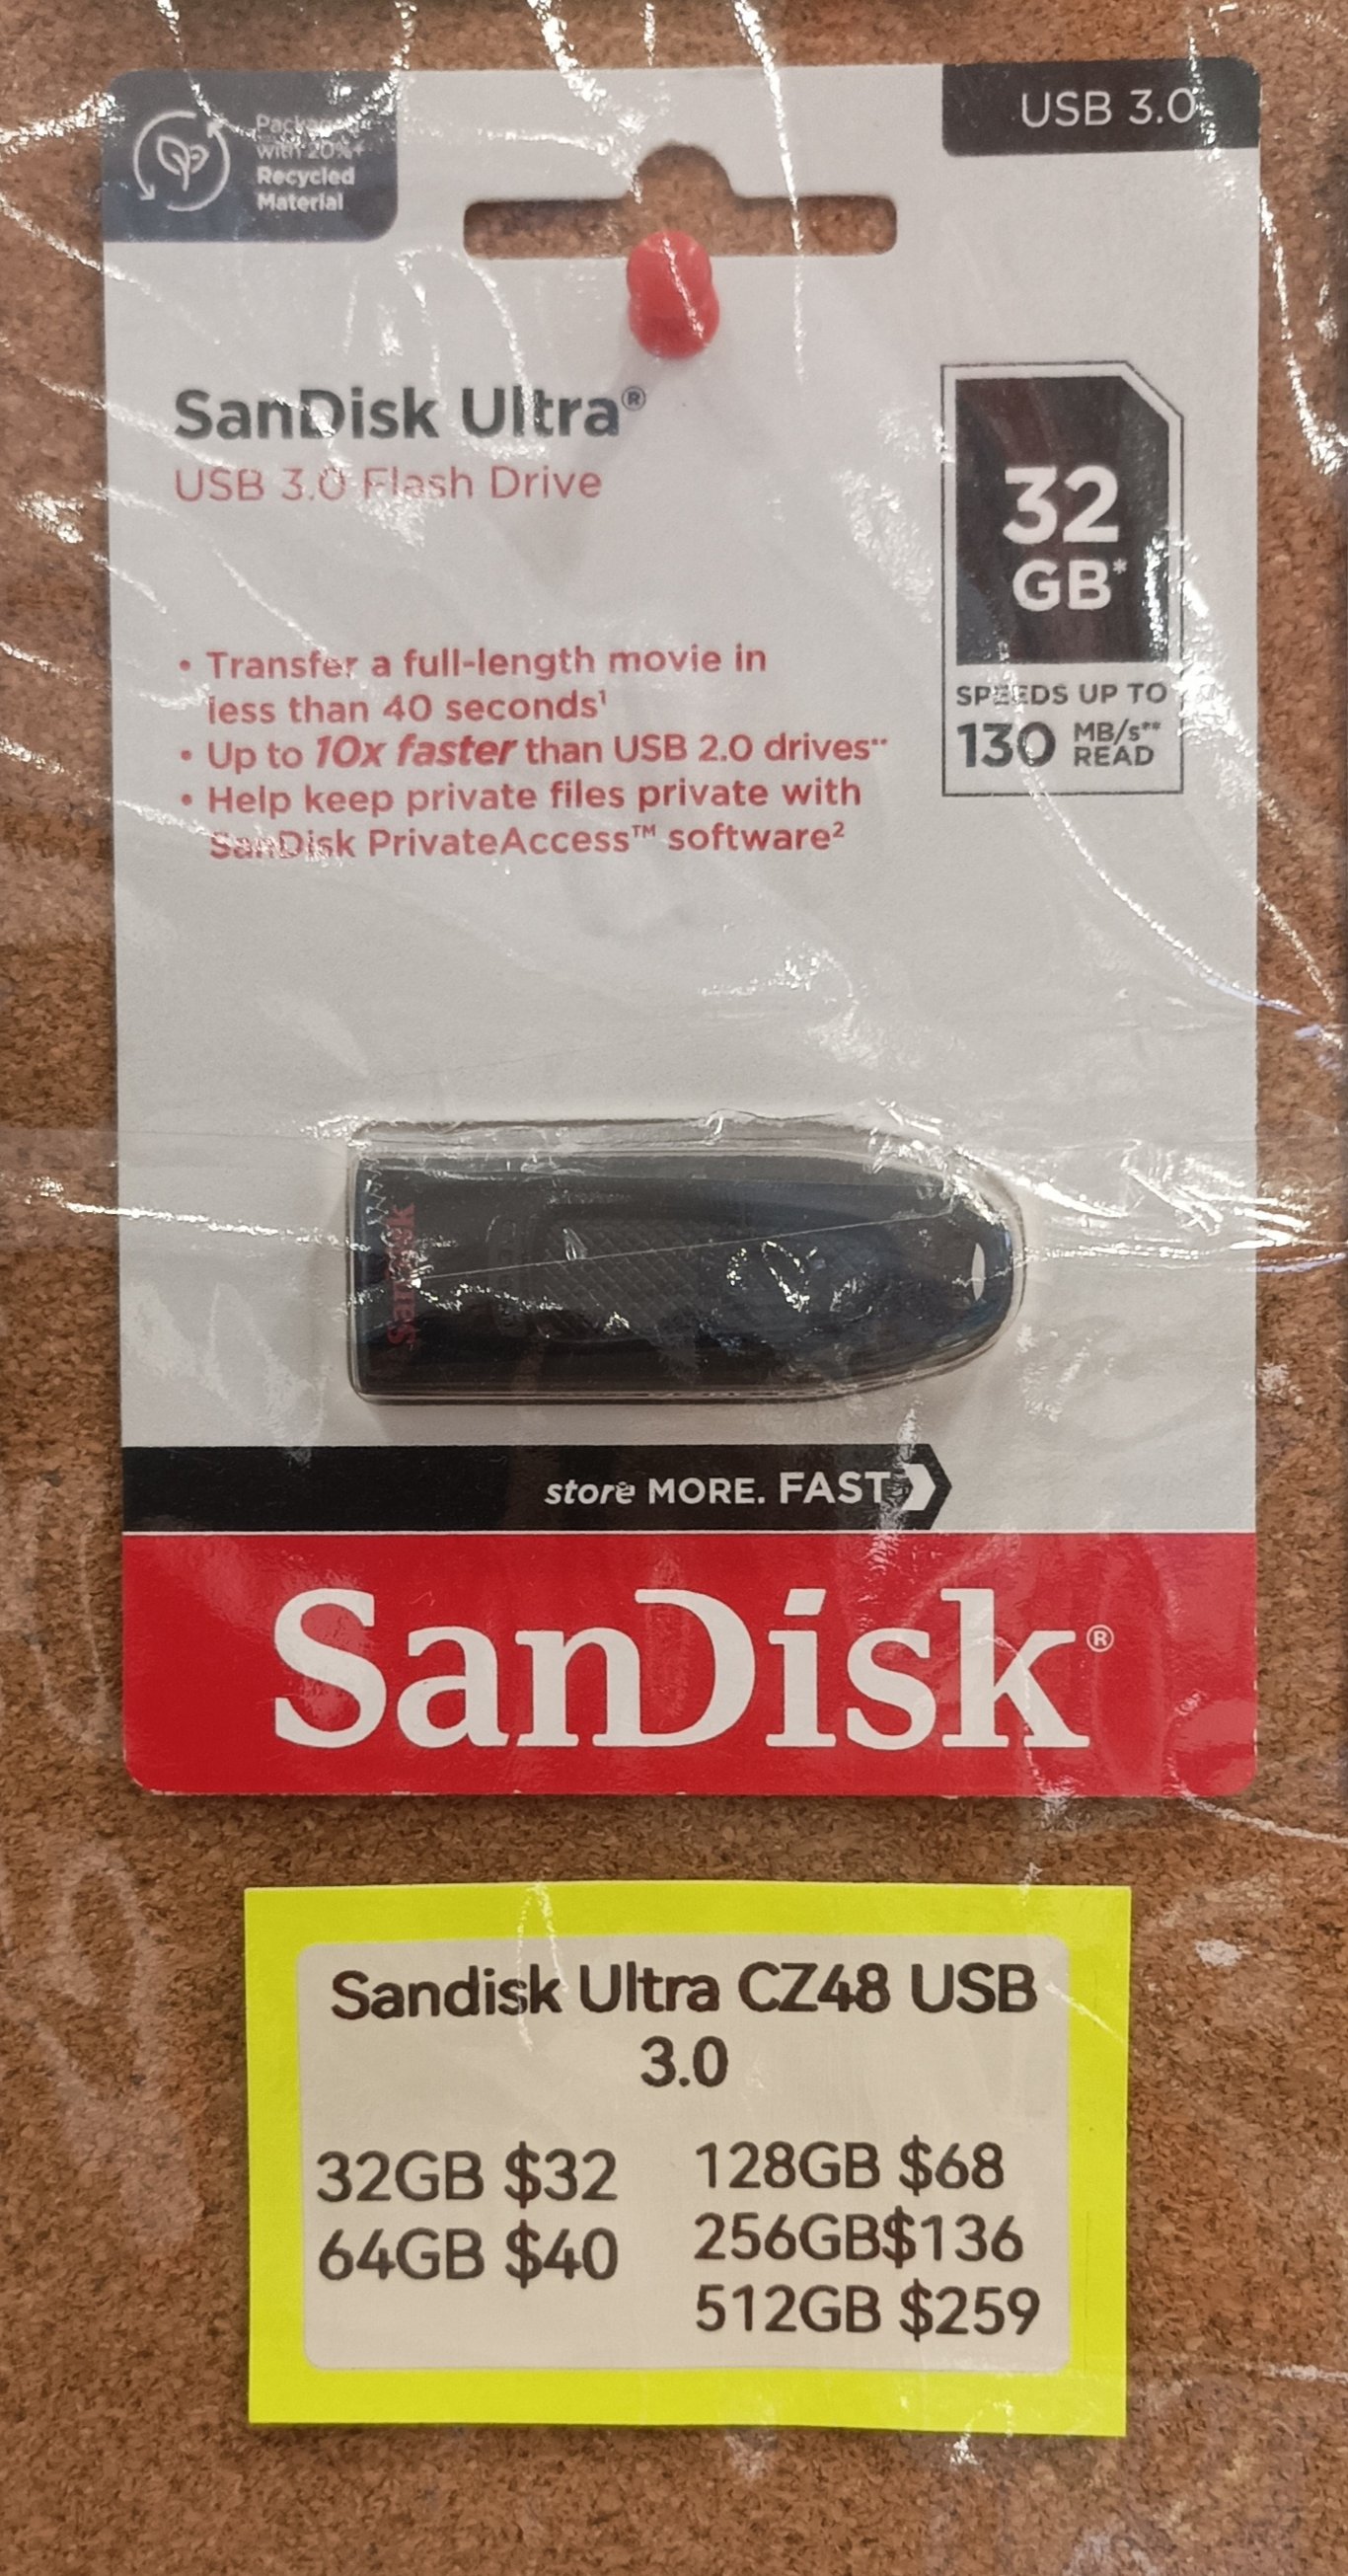 Packaging
with 20%+
Recycled
Material
USB 3.0
SanDisk Ultra®
USB 3.0 Flash Drive
32
GB*
SPEEDS UP TO
130 MB/s**
READ
• Transfer a full-length movie in
less than 40 seconds¹
• Up to 10x faster than USB 2.0 drives**
• Help keep private files private with
SanDisk PrivateAccess™ software²
SanDisk
store MORE. FAST
SanDisk®
Sandisk Ultra CZ48 USB
3.0
32GB $32
64GB $40
128GB $68
256GB$136
512GB $259